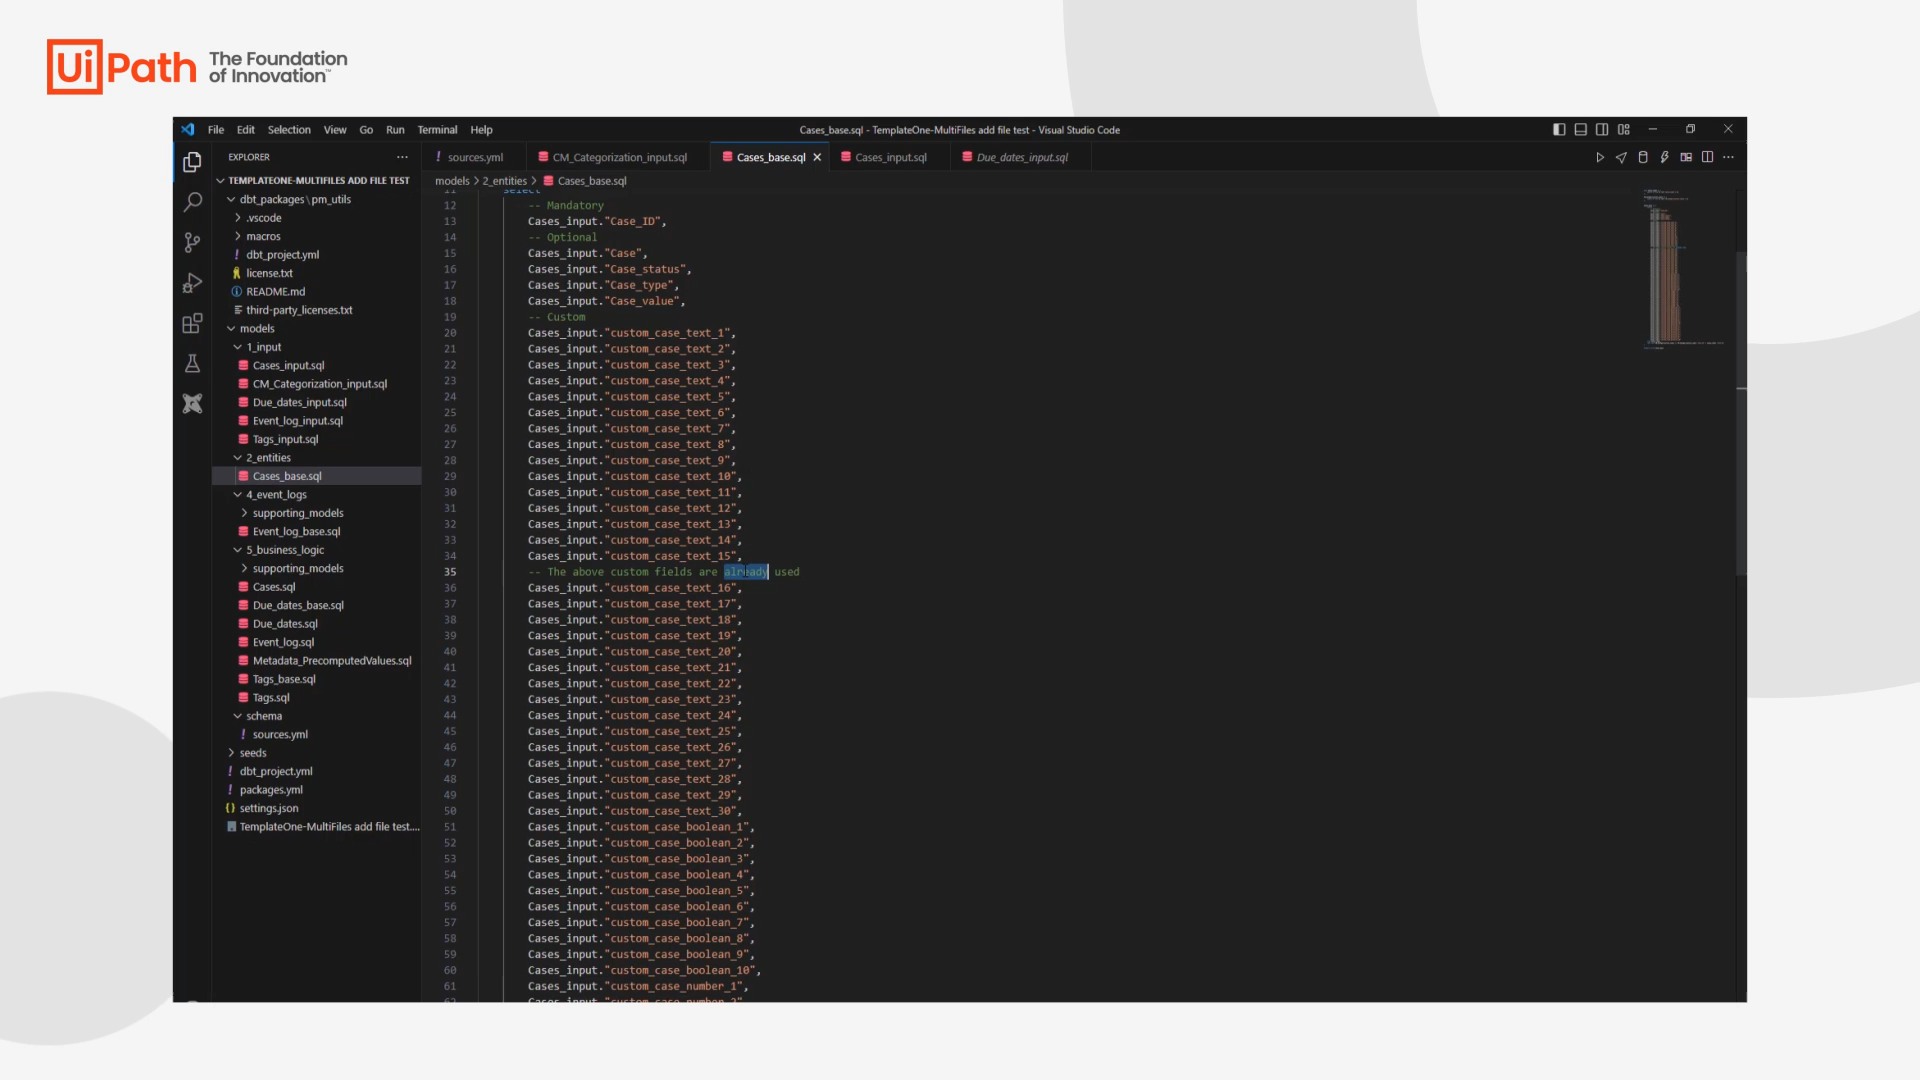 UiPath The Foundation of Innovation™
File Edit Selection View Go Run Terminal Help
Cases_base.sql - TemplateOne-MultiFiles add file test - Visual Studio Code
EXPLORER
TEMPLATEONE-MULTIFILES ADD FILE TEST
dbt_packages\pm_utils
.vscode
macros
dbt_project.yml
license.txt
README.md
third-party_licenses.txt
models
1_input
Cases_input.sql
CM_Categorization_input.sql
Due_dates_input.sql
Event_log_input.sql
Tags_input.sql
2_entities
Cases_base.sql
4_event_logs
supporting_models
Event_log_base.sql
5_business_logic
supporting_models
Cases.sql
Due_dates_base.sql
Due_dates.sql
Event_log.sql
Metadata_PrecomputedValues.sql
Tags_base.sql
Tags.sql
schema
sources.yml
seeds
dbt_project.yml
packages.yml
settings.json
TemplateOne-MultiFiles add file test....
sources.yml CM_Categorization_input.sql Cases_base.sql Cases_input.sql Due_dates_input.sql
models > 2_entities > Cases_base.sql
11 select
12 -- Mandatory
13 Cases_input."Case_ID",
14 -- Optional
15 Cases_input."Case",
16 Cases_input."Case_status",
17 Cases_input."Case_type",
18 Cases_input."Case_value",
19 -- Custom
20 Cases_input."custom_case_text_1",
21 Cases_input."custom_case_text_2",
22 Cases_input."custom_case_text_3",
23 Cases_input."custom_case_text_4",
24 Cases_input."custom_case_text_5",
25 Cases_input."custom_case_text_6",
26 Cases_input."custom_case_text_7",
27 Cases_input."custom_case_text_8",
28 Cases_input."custom_case_text_9",
29 Cases_input."custom_case_text_10",
30 Cases_input."custom_case_text_11",
31 Cases_input."custom_case_text_12",
32 Cases_input."custom_case_text_13",
33 Cases_input."custom_case_text_14",
34 Cases_input."custom_case_text_15",
35 -- The above custom fields are already used
36 Cases_input."custom_case_text_16",
37 Cases_input."custom_case_text_17",
38 Cases_input."custom_case_text_18",
39 Cases_input."custom_case_text_19",
40 Cases_input."custom_case_text_20",
41 Cases_input."custom_case_text_21",
42 Cases_input."custom_case_text_22",
43 Cases_input."custom_case_text_23",
44 Cases_input."custom_case_text_24",
45 Cases_input."custom_case_text_25",
46 Cases_input."custom_case_text_26",
47 Cases_input."custom_case_text_27",
48 Cases_input."custom_case_text_28",
49 Cases_input."custom_case_text_29",
50 Cases_input."custom_case_text_30",
51 Cases_input."custom_case_boolean_1",
52 Cases_input."custom_case_boolean_2",
53 Cases_input."custom_case_boolean_3",
54 Cases_input."custom_case_boolean_4",
55 Cases_input."custom_case_boolean_5",
56 Cases_input."custom_case_boolean_6",
57 Cases_input."custom_case_boolean_7",
58 Cases_input."custom_case_boolean_8",
59 Cases_input."custom_case_boolean_9",
60 Cases_input."custom_case_boolean_10",
61 Cases_input."custom_case_number_1",
62 Cases_input."custom_case_number_2",